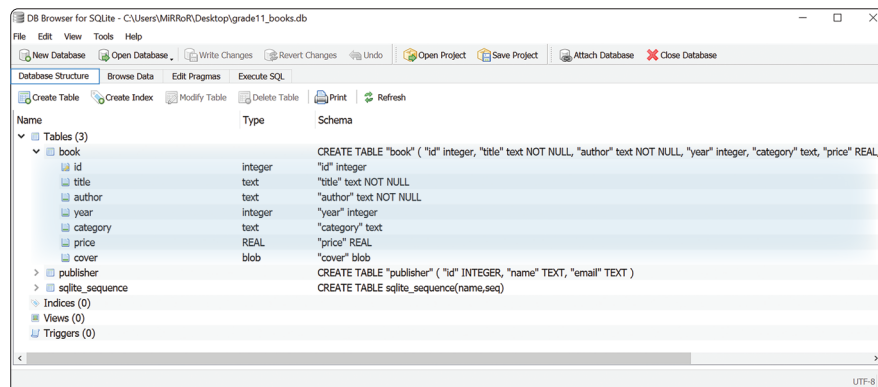 DB Browser for SQLite - C:\Users\MiRRoR\Desktop\grade11_books.db
File Edit View Tools Help
New Database Open Database Write Changes Revert Changes Undo Open Project Save Project Attach Database Close Database
Database Structure Browse Data Edit Pragmas Execute SQL
Create Table Create Index Modify Table Delete Table Print Refresh
Name Type Schema
Tables (3)
book CREATE TABLE "book" ( "id" integer, "title" text NOT NULL, "author" text NOT NULL, "year" integer, "category" text, "price" REAL,
id integer "id" integer
title text "title" text NOT NULL
author text "author" text NOT NULL
year integer "year" integer
category text "category" text
price REAL "price" REAL
cover blob "cover" blob
publisher CREATE TABLE "publisher" ( "id" INTEGER, "name" TEXT, "email" TEXT )
sqlite_sequence CREATE TABLE sqlite_sequence(name,seq)
Indices (0)
Views (0)
Triggers (0)
UTF-8